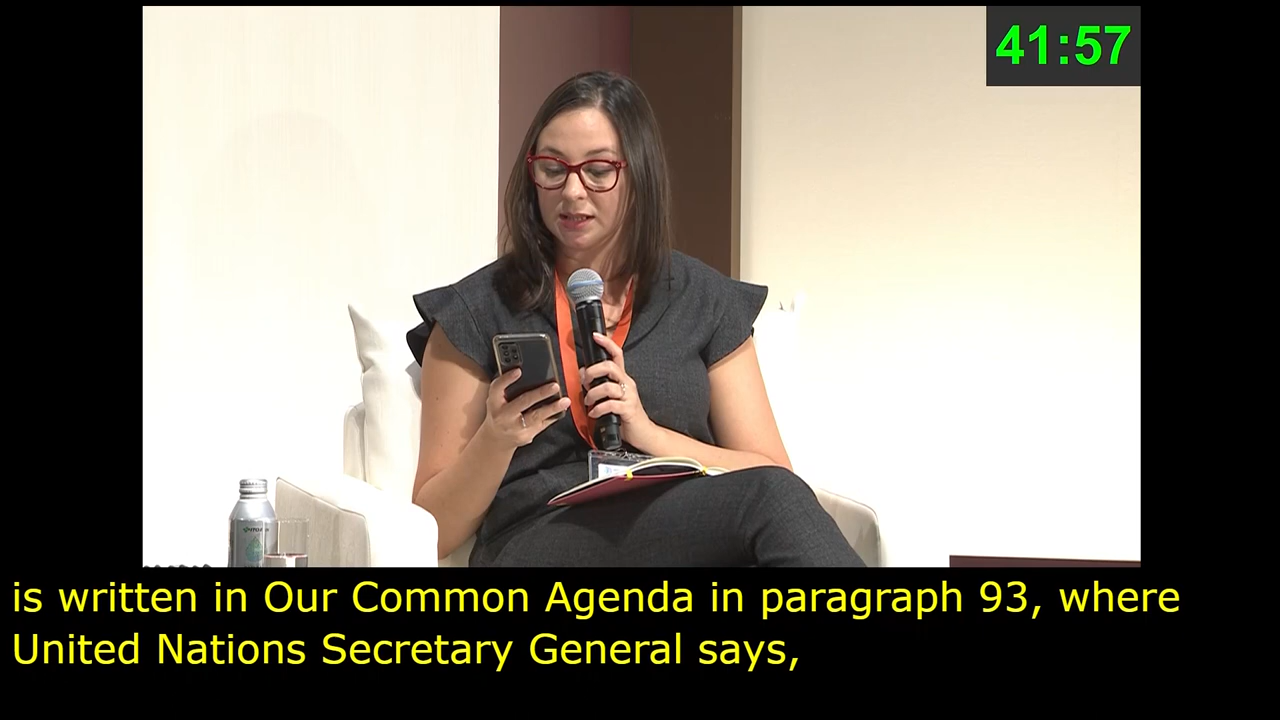 41:57
is written in Our Common Agenda in paragraph 93, where
United Nations Secretary General says,